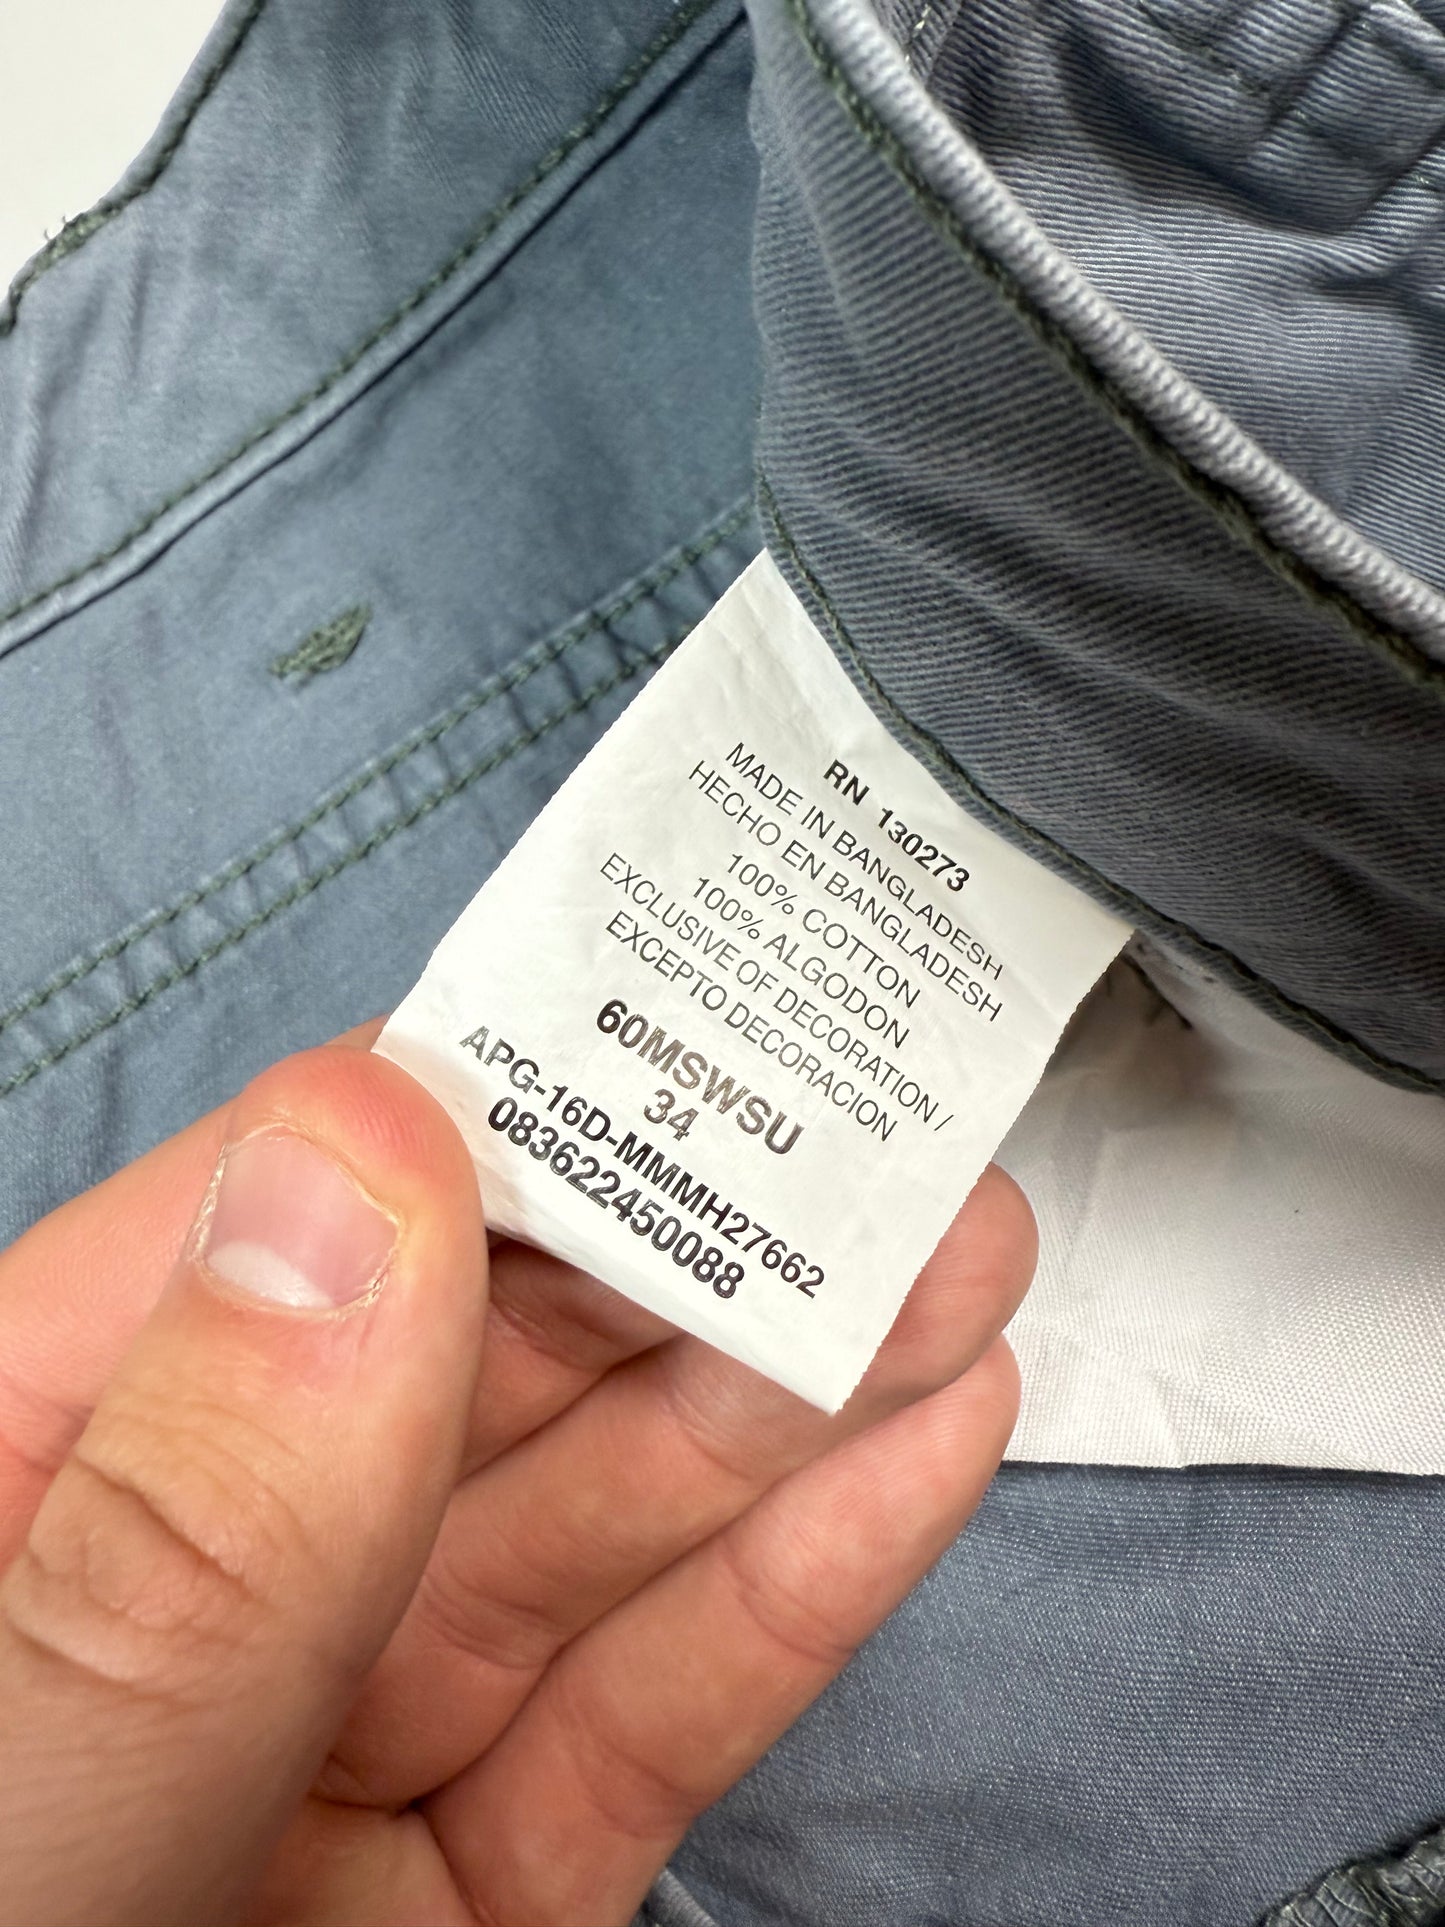 RN 130273
MADE IN BANGLADESH
HECHO EN BANGLADESH
100% COTTON
100% ALGODON
EXCLUSIVE OF DECORATION /
EXCEPTO DECORACION
60MSWSU
34
APG-16D-MMMH27662
083622450088